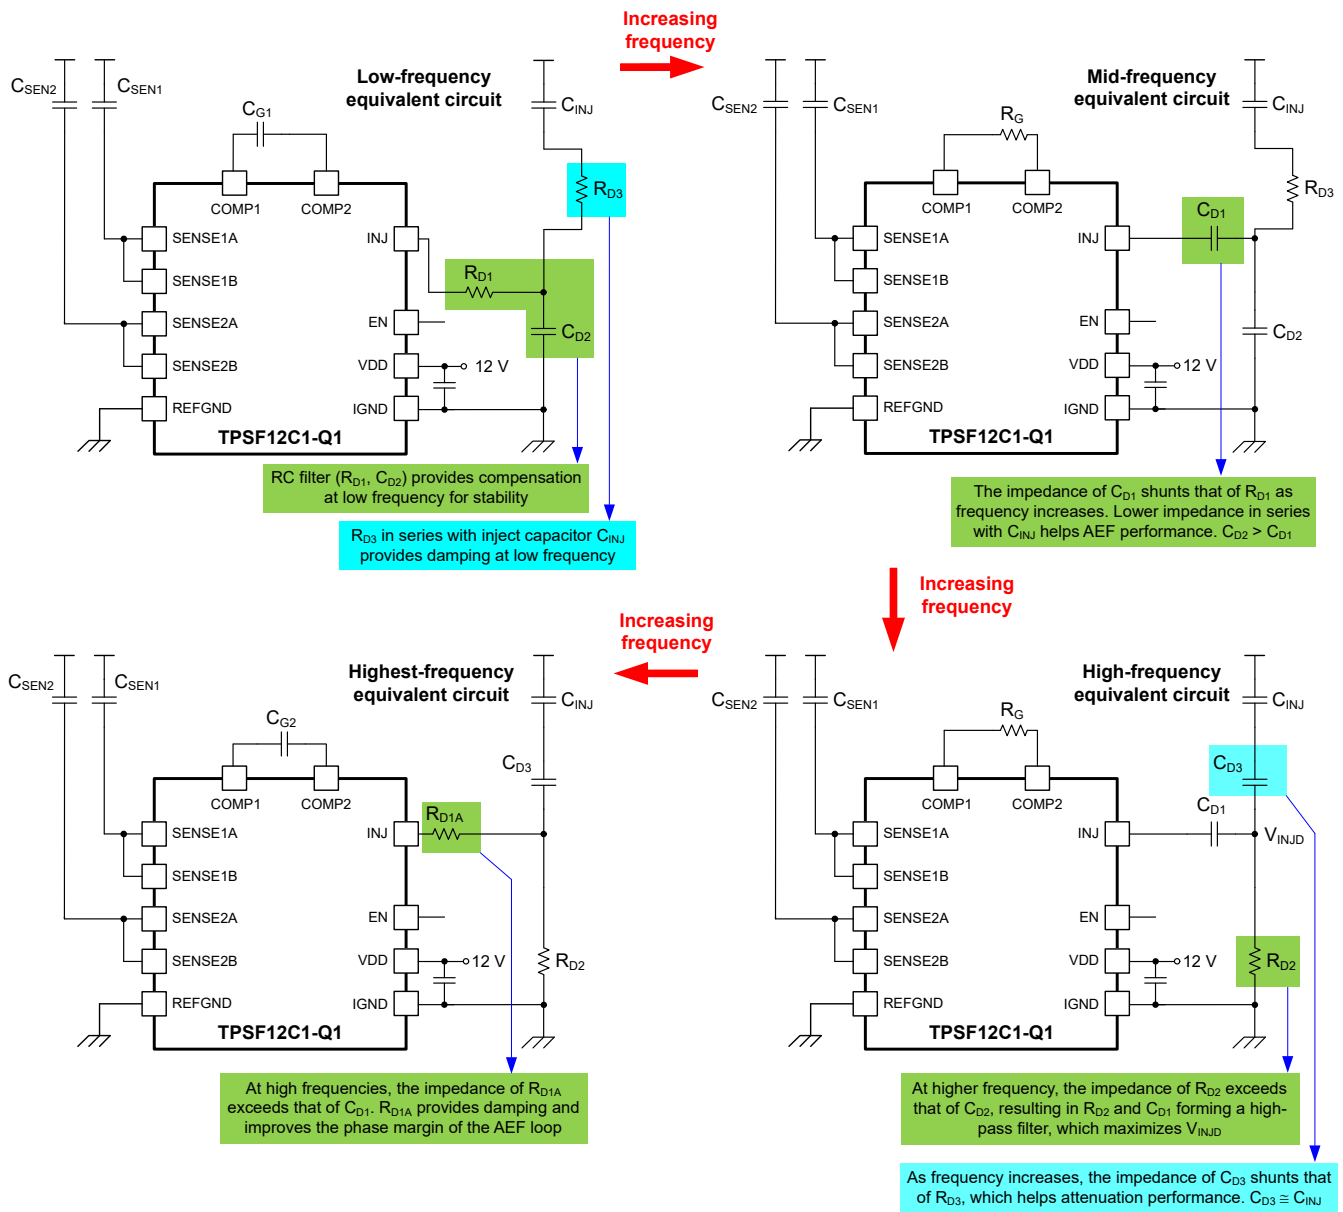 Increasing
frequency
Low-frequency
equivalent circuit
CSEN2
CSEN1
CG1
CINJ
RD3
COMP1
COMP2
SENSE1A
SENSE1B
SENSE2A
SENSE2B
REFGND
INJ
EN
VDD
IGND
RD1
CD2
12 V
TPSF12C1-Q1
RC filter (RD1, CD2) provides compensation
at low frequency for stability
RD3 in series with inject capacitor CINJ
provides damping at low frequency
Mid-frequency
equivalent circuit
CSEN2
CSEN1
RG
CINJ
RD3
COMP1
COMP2
SENSE1A
SENSE1B
SENSE2A
SENSE2B
REFGND
INJ
EN
VDD
IGND
CD1
CD2
12 V
TPSF12C1-Q1
The impedance of CD1 shunts that of RD1 as
frequency increases. Lower impedance in series
with CINJ helps AEF performance. CD2 > CD1
Increasing
frequency
High-frequency
equivalent circuit
CSEN2
CSEN1
RG
CINJ
CD3
CD1
VINJD
COMP1
COMP2
SENSE1A
SENSE1B
SENSE2A
SENSE2B
REFGND
INJ
EN
VDD
IGND
RD2
12 V
TPSF12C1-Q1
At higher frequency, the impedance of RD2 exceeds
that of CD2, resulting in RD2 and CD1 forming a high-
pass filter, which maximizes VINJD
As frequency increases, the impedance of CD3 shunts that
of RD3, which helps attenuation performance. CD3 ≅ CINJ
Increasing
frequency
Highest-frequency
equivalent circuit
CSEN2
CSEN1
CG2
CINJ
CD3
COMP1
COMP2
RD1A
SENSE1A
SENSE1B
SENSE2A
SENSE2B
REFGND
INJ
EN
VDD
IGND
RD2
12 V
TPSF12C1-Q1
At high frequencies, the impedance of RD1A
exceeds that of CD1. RD1A provides damping and
improves the phase margin of the AEF loop